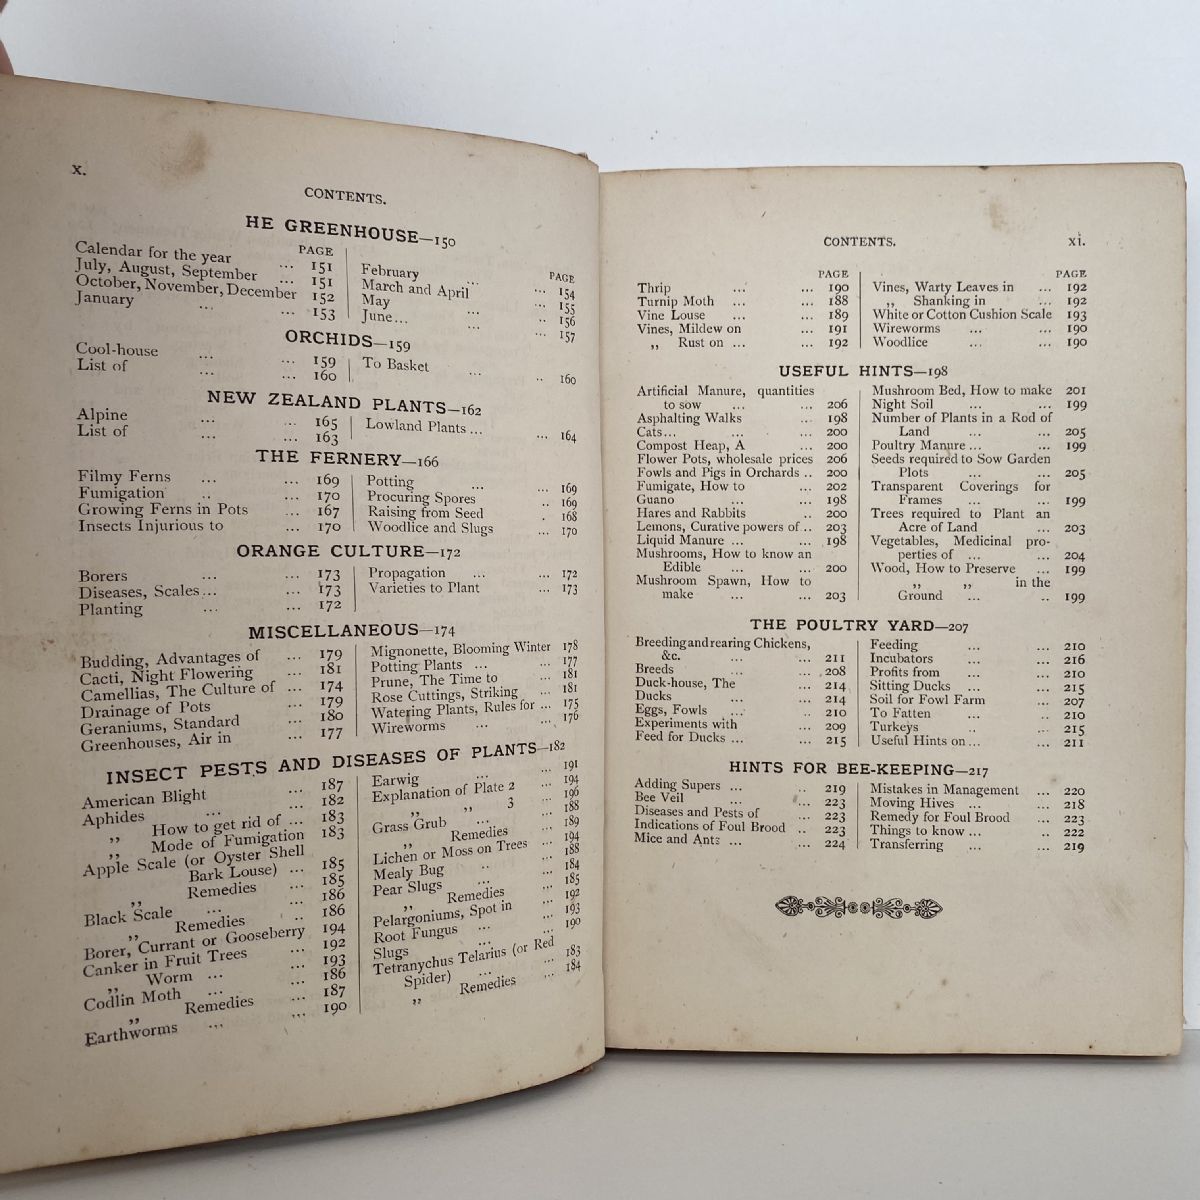 x.
CONTENTS.
HE GREENHOUSE—150
PAGE
Calendar for the year ... 151
July, August, September ... 151
October, November, December 152
January ... ... 153
PAGE
February ... ... 154
March and April ... 155
May ... .. 156
June... ... ... 157
ORCHIDS—159
Cool-house ... ... 159
List of ... ... 160
To Basket ... .. 160
NEW ZEALAND PLANTS—162
Alpine ... ... 165
List of ... ... 163
Lowland Plants ... ... 164
THE FERNERY—166
Filmy Ferns ... ... 169
Fumigation .. ... 170
Growing Ferns in Pots ... 167
Insects Injurious to ... 170
Potting ... ... 169
Procuring Spores .. 169
Raising from Seed . 168
Woodlice and Slugs ... 170
ORANGE CULTURE—172
Borers ... ... 173
Diseases, Scales... ... 173
Planting ... ... 172
Propagation ... ... 172
Varieties to Plant ... 173
MISCELLANEOUS—174
Budding, Advantages of ... 179
Cacti, Night Flowering ... 181
Camellias, The Culture of ... 174
Drainage of Pots ... 179
Geraniums, Standard ... 180
Greenhouses, Air in ... 177
Mignonette, Blooming Winter 178
Potting Plants ... ... 177
Prune, The Time to ... 181
Rose Cuttings, Striking ... 181
Watering Plants, Rules for ... 175
Wireworms ... ... 176
INSECT PESTS AND DISEASES OF PLANTS—182
American Blight ... 187
Aphides ... ... 182
,, How to get rid of ... 183
,, Mode of Fumigation 183
Apple Scale (or Oyster Shell
Bark Louse) ... 185
,, Remedies ... 185
Black Scale ... ... 186
,, Remedies .. 186
Borer, Currant or Gooseberry 194
Canker in Fruit Trees ... 192
,, Worm ... ... 193
Codlin Moth ... ... 186
,, Remedies ... 187
Earthworms ... ... 190
Earwig ... ... 191
Explanation of Plate 2 ... 194
,, ,, 3 ... 196
Grass Grub ... ... 188
,, Remedies ... 189
Lichen or Moss on Trees ... 194
Mealy Bug .. ... 188
Pear Slugs ... ... 184
,, Remedies ... 185
Pelargoniums, Spot in ... 192
Root Fungus ... ... 193
Slugs ... ... 190
Tetranychus Telarius (or Red
Spider) ... ... 183
,, Remedies ... 184
CONTENTS. xi.
PAGE
Thrip ... ... 190
Turnip Moth ... ... 188
Vine Louse ... ... 189
Vines, Mildew on ... 191
,, Rust on ... ... 192
PAGE
Vines, Warty Leaves in ... 192
,, Shanking in ... 192
White or Cotton Cushion Scale 193
Wireworms ... ... 190
Woodlice ... ... 190
USEFUL HINTS—198
Artificial Manure, quantities
to sow ... ... 206
Asphalting Walks ... 198
Cats... ... ... 200
Compost Heap, A ... 200
Flower Pots, wholesale prices 206
Fowls and Pigs in Orchards .. 200
Fumigate, How to ... 202
Guano ... ... 198
Hares and Rabbits .. 200
Lemons, Curative powers of .. 203
Liquid Manure ... ... 198
Mushrooms, How to know an
Edible ... ... 200
Mushroom Spawn, How to
make ... ... 203
Mushroom Bed, How to make 201
Night Soil ... ... 199
Number of Plants in a Rod of
Land ... ... 205
Poultry Manure ... ... 199
Seeds required to Sow Garden
Plots ... ... 205
Transparent Coverings for
Frames ... ... 199
Trees required to Plant an
Acre of Land ... 203
Vegetables, Medicinal pro-
perties of ... ... 204
Wood, How to Preserve ... 199
,, ,, in the
Ground ... .. 199
THE POULTRY YARD—207
Breeding and rearing Chickens,
&c. ... ... 211
Breeds ... ... 208
Duck-house, The ... 214
Ducks ... ... 214
Eggs, Fowls ... .. 210
Experiments with ... 209
Feed for Ducks ... ... 215
Feeding ... ... 210
Incubators ... ... 216
Profits from ... ... 210
Sitting Ducks ... ... 215
Soil for Fowl Farm ... 207
To Fatten .. ... 210
Turkeys .. ... 215
Useful Hints on... ... 211
HINTS FOR BEE-KEEPING—217
Adding Supers ... .. 219
Bee Veil ... ... 223
Diseases and Pests of ... 223
Indications of Foul Brood .. 223
Mice and Ants ... ... 224
Mistakes in Management ... 220
Moving Hives ... ... 218
Remedy for Foul Brood ... 223
Things to know ... .. 222
Transferring ... ... 219